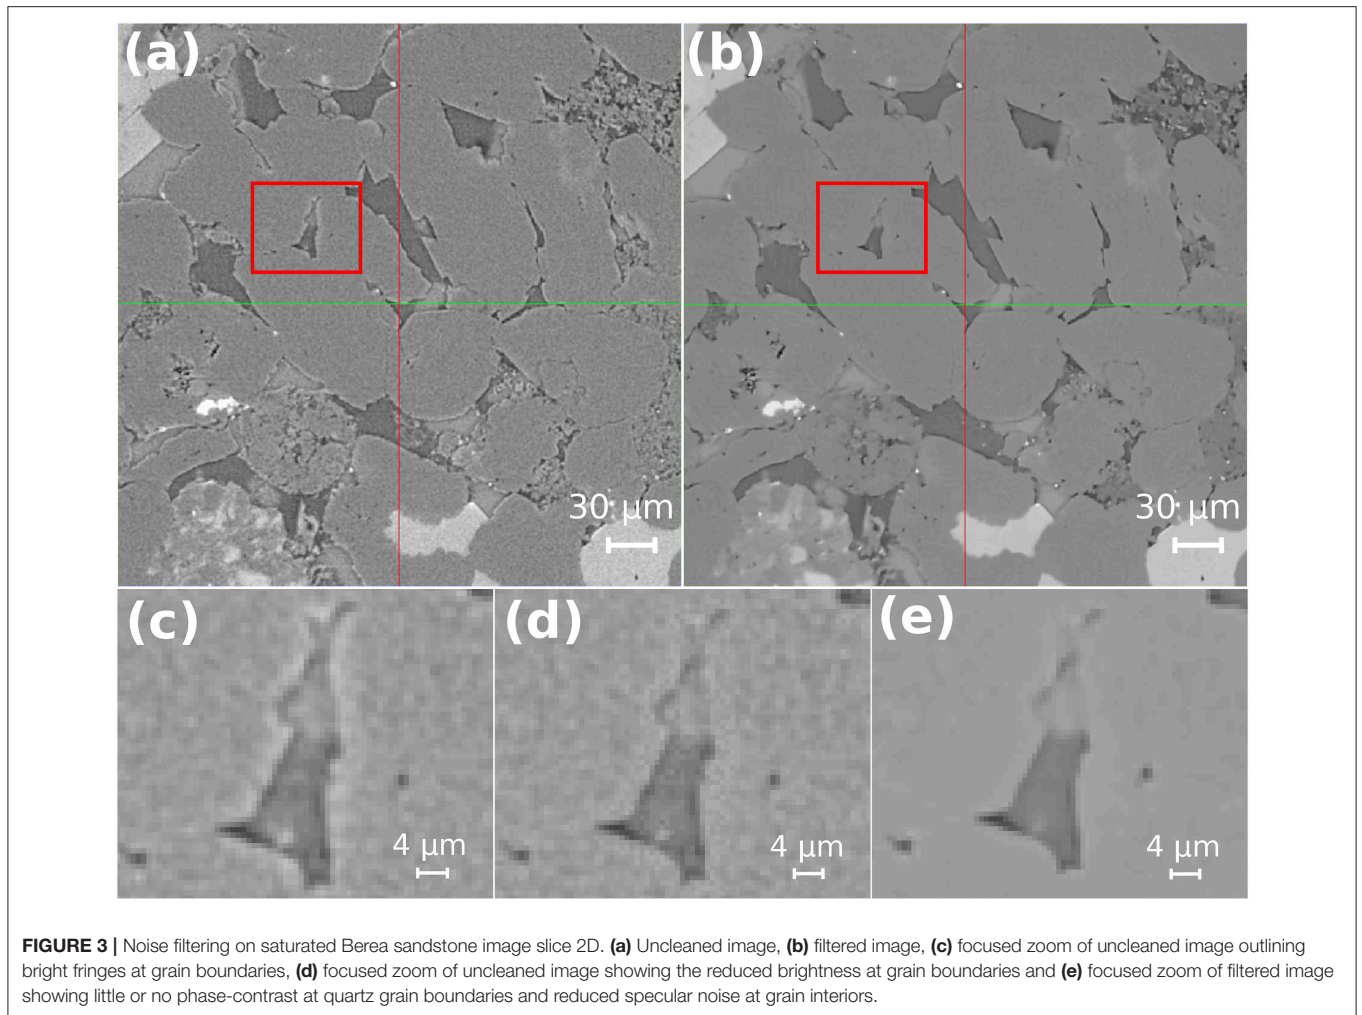 (a)
(b)
30 μm
30 μm
(c)
(d)
(e)
4 μm
4 μm
4 μm
FIGURE 3 | Noise filtering on saturated Berea sandstone image slice 2D. (a) Uncleaned image, (b) filtered image, (c) focused zoom of uncleaned image outlining
bright fringes at grain boundaries, (d) focused zoom of uncleaned image showing the reduced brightness at grain boundaries and (e) focused zoom of filtered image
showing little or no phase-contrast at quartz grain boundaries and reduced specular noise at grain interiors.